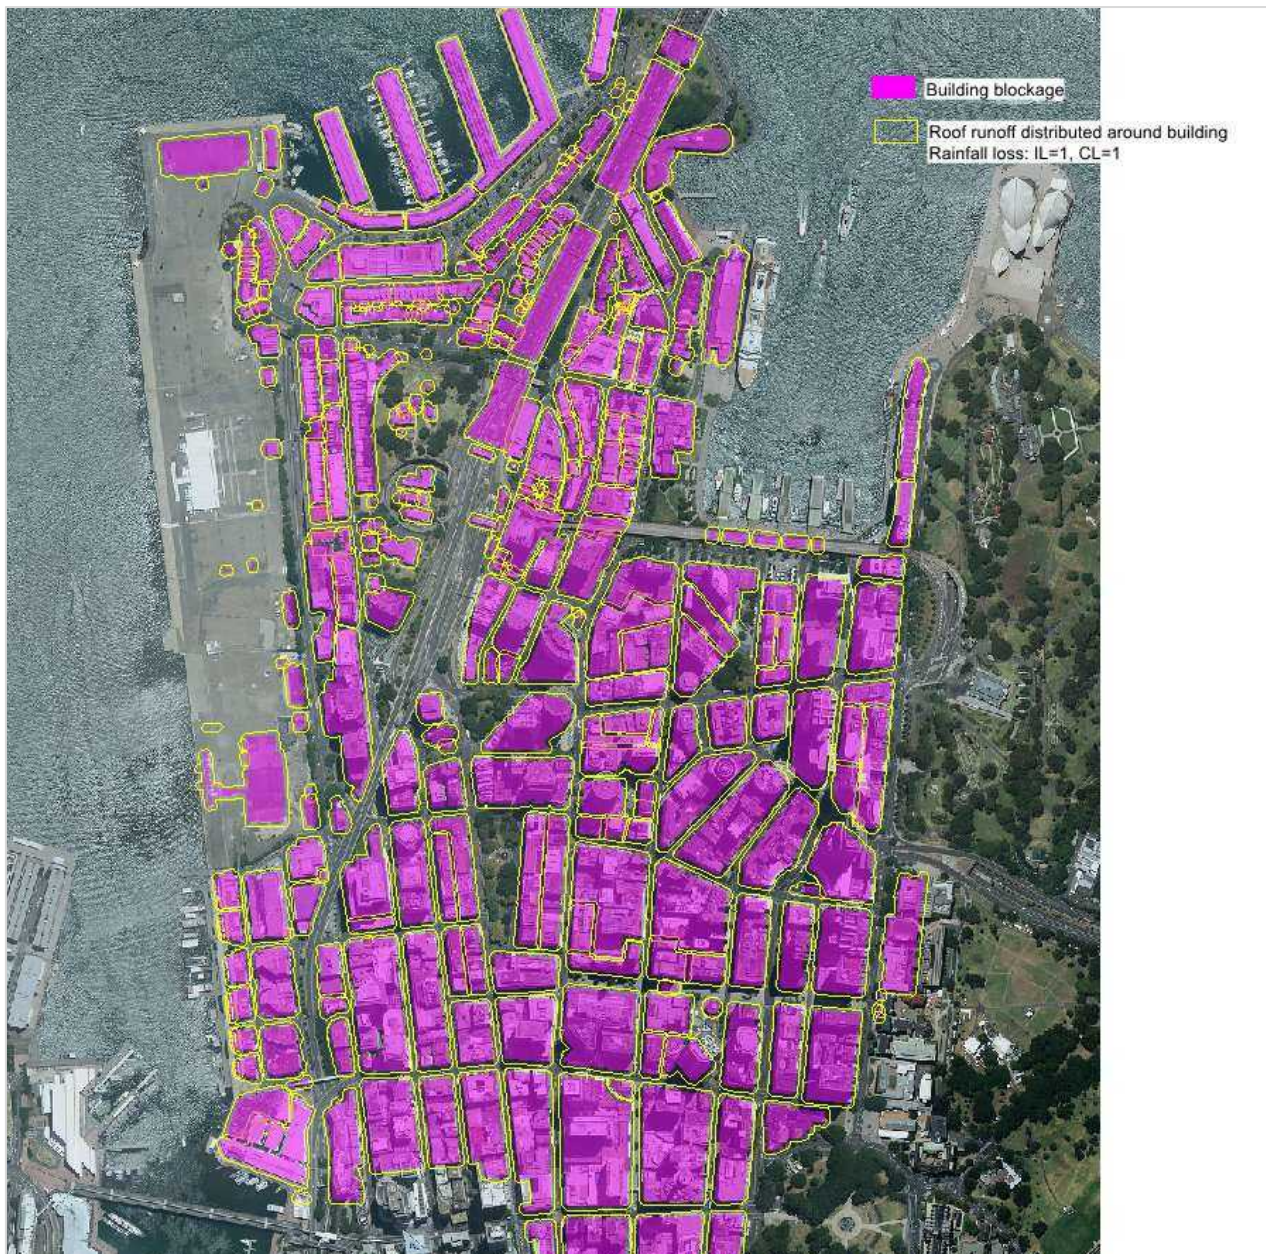 Building blockage
Roof runoff distributed around building
Rainfall loss: IL=1, CL=1